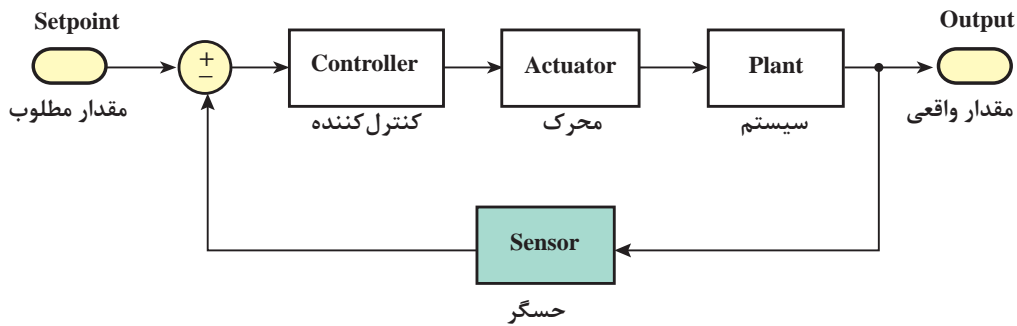 Setpoint
Output
+
−
Controller
Actuator
Plant
مقدار مطلوب
کنترل‌کننده
محرک
سیستم
مقدار واقعی
Sensor
حسگر